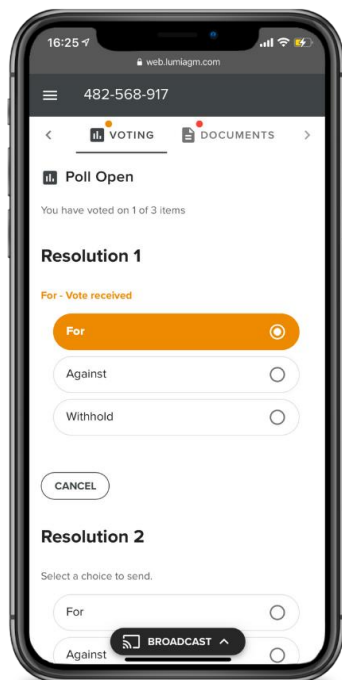 16:25
web.lumiagm.com
482-568-917
VOTING
DOCUMENTS
Poll Open
You have voted on 1 of 3 items
Resolution 1
For - Vote received
For
Against
Withhold
CANCEL
Resolution 2
Select a choice to send.
For
BROADCAST
Against